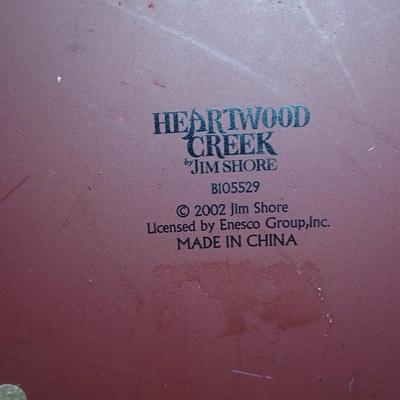 HEARTWOOD
CREEK
by JIM SHORE
BI05529
© 2002 Jim Shore
Licensed by Enesco Group,Inc.
MADE IN CHINA